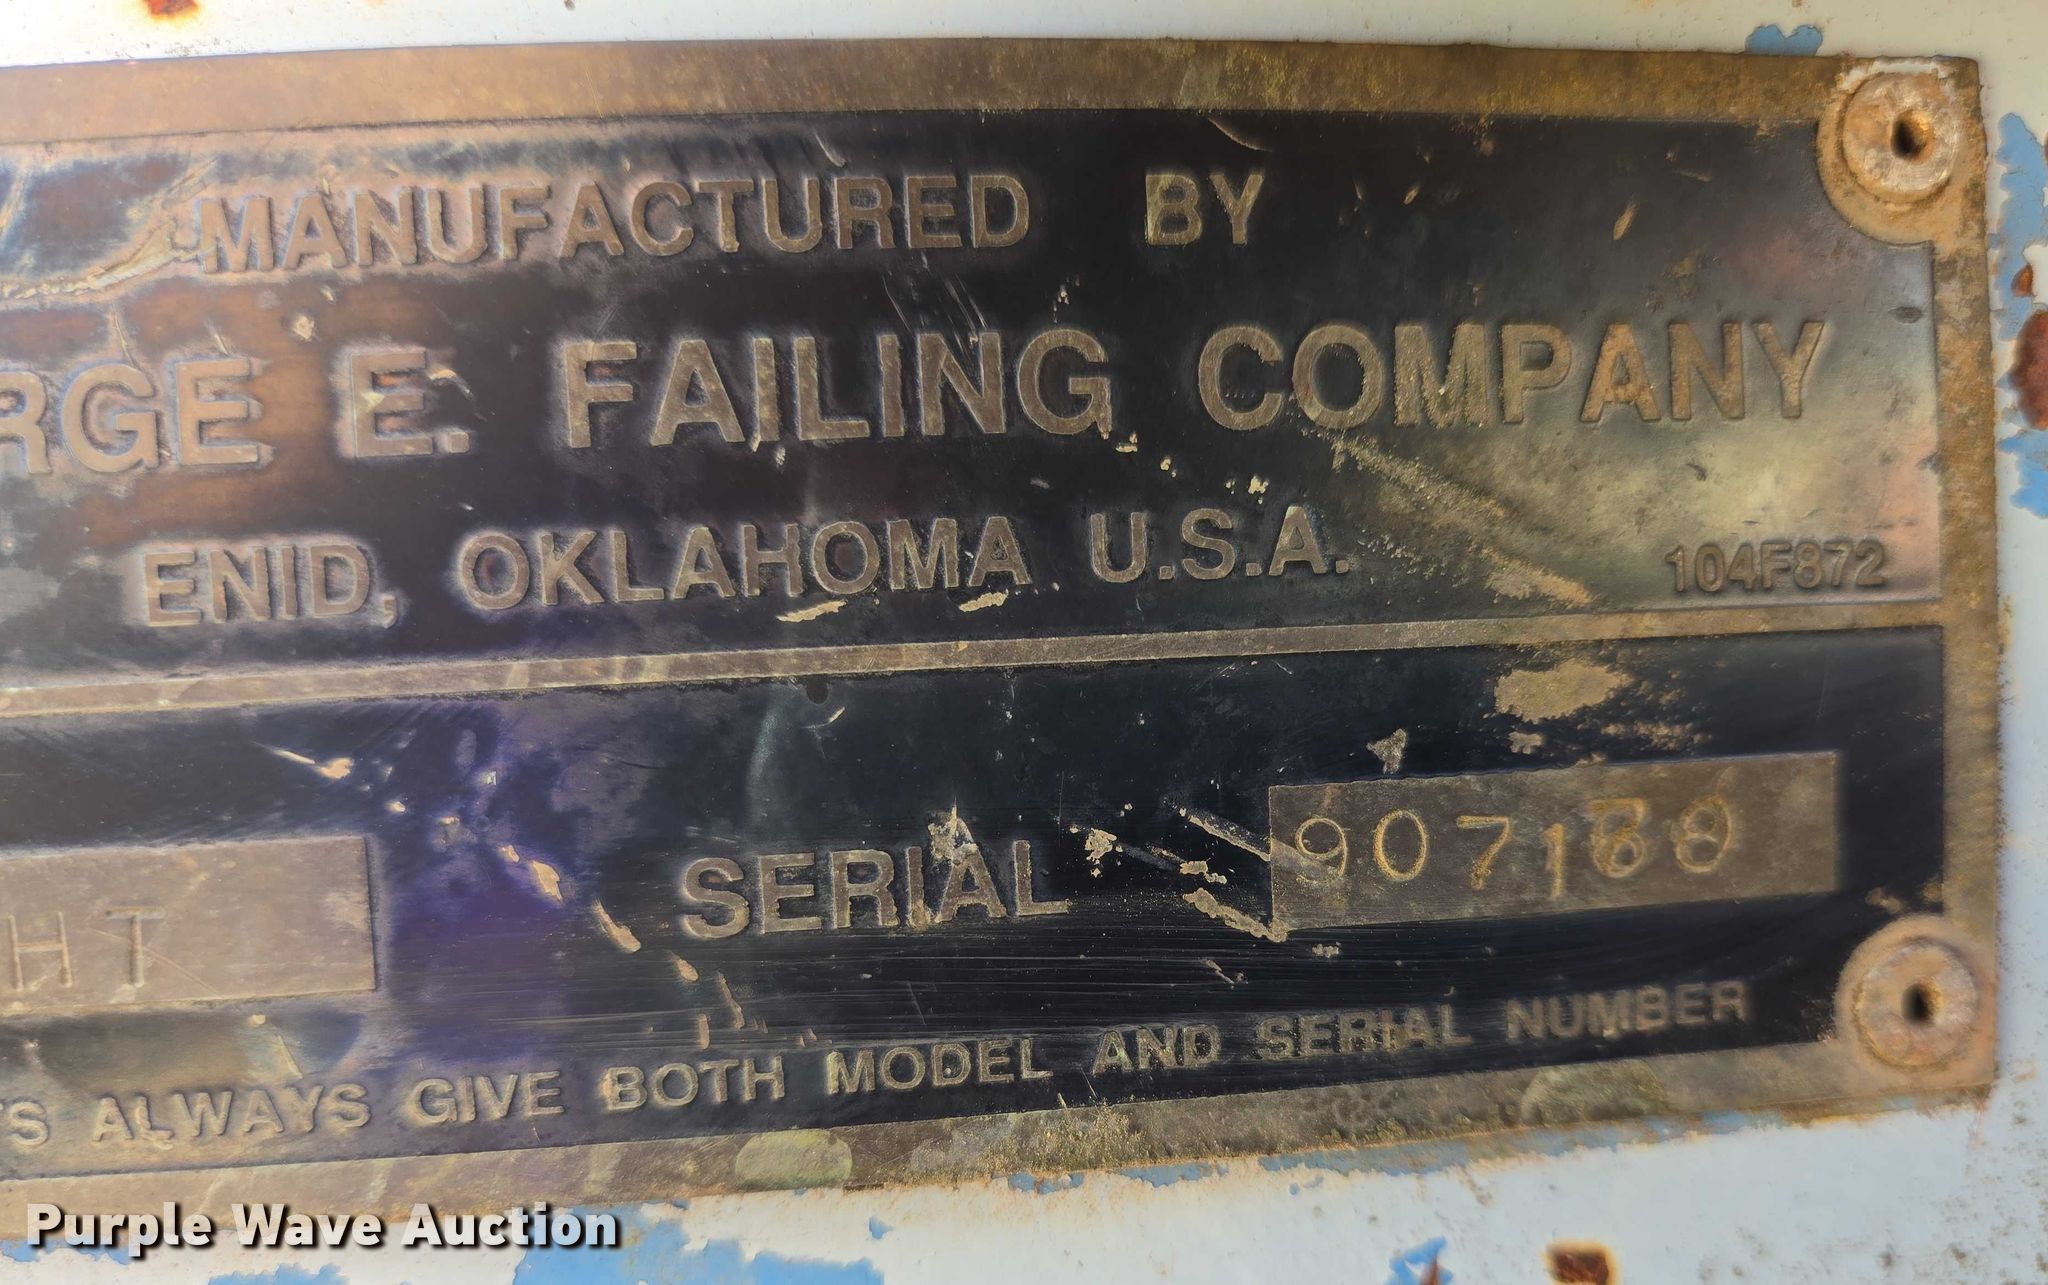 MANUFACTURED BY
RGE E. FAILING COMPANY
ENID, OKLAHOMA U.S.A.
104F872
HT
SERIAL
S ALWAYS GIVE BOTH MODEL AND SERIAL NUMBER
Purple Wave Auction